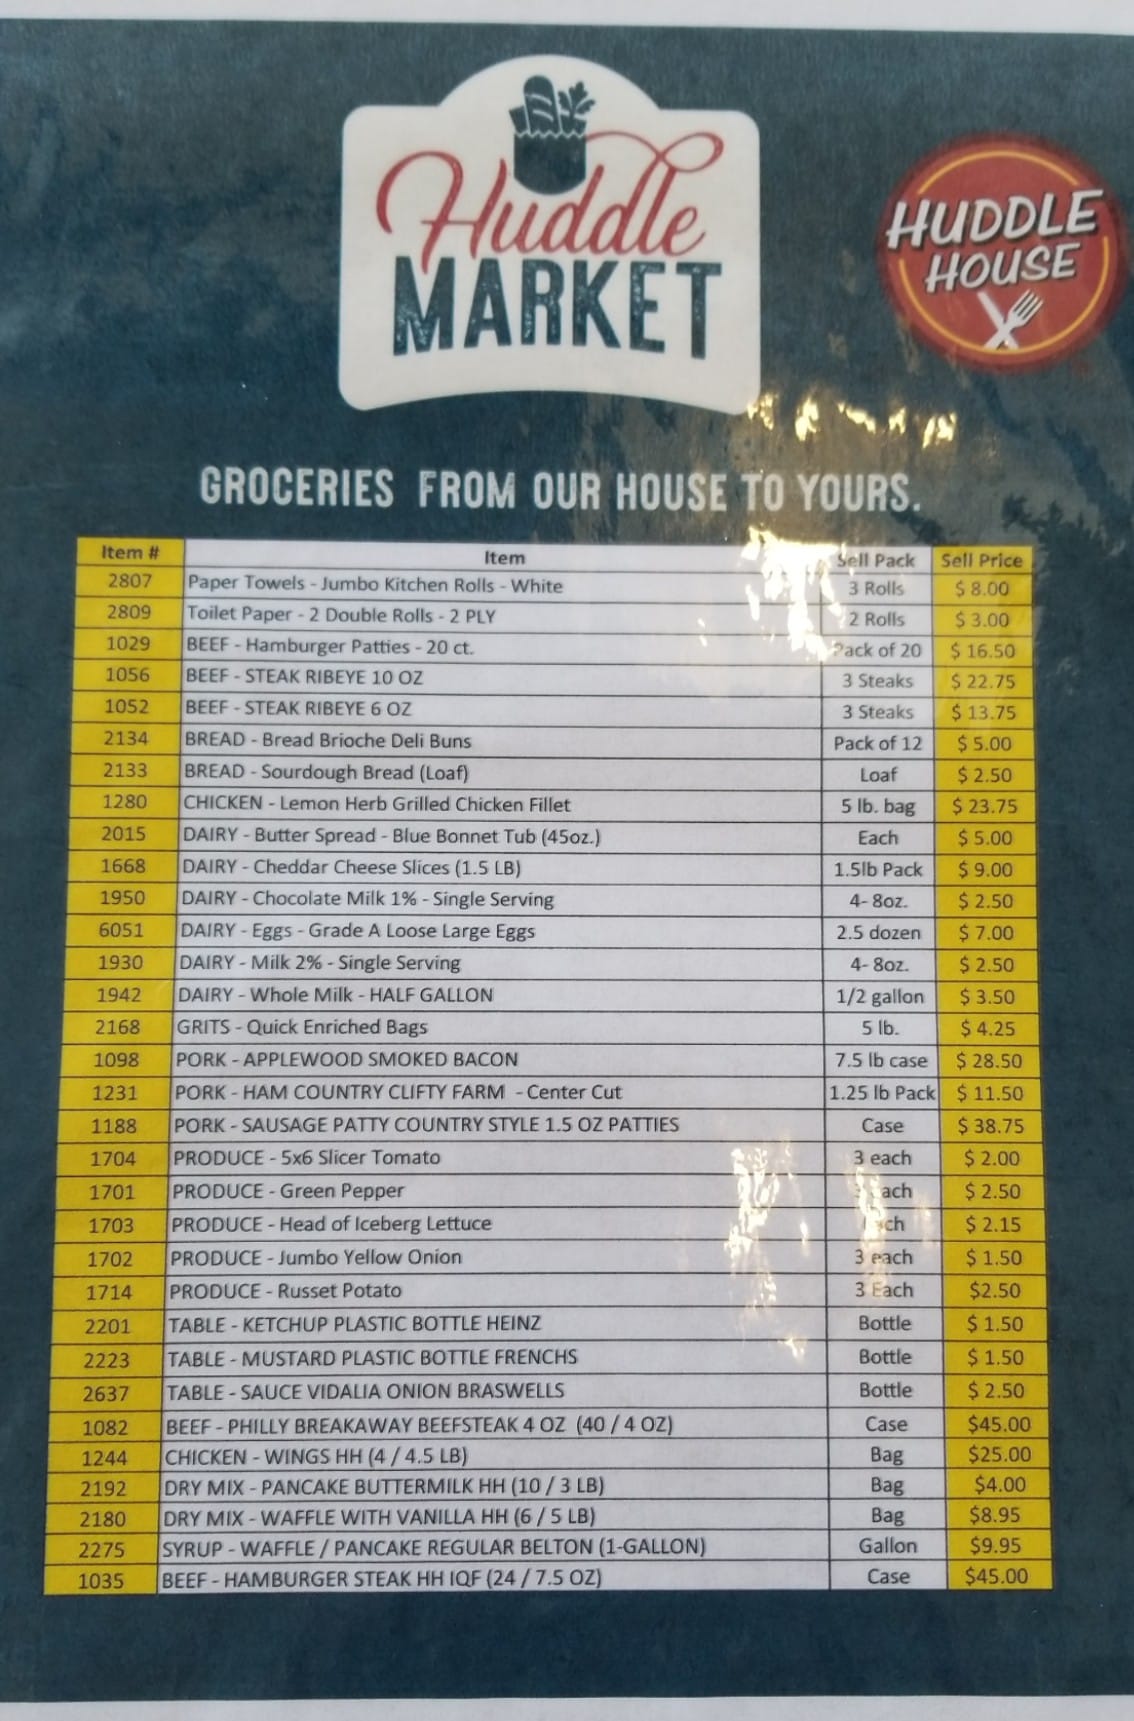 Huddle
MARKET
HUDDLE
HOUSE
GROCERIES FROM OUR HOUSE TO YOURS.
Item # Item Sell Pack Sell Price
2807 Paper Towels - Jumbo Kitchen Rolls - White 3 Rolls $ 8.00
2809 Toilet Paper - 2 Double Rolls - 2 PLY 2 Rolls $ 3.00
1029 BEEF - Hamburger Patties - 20 ct. Pack of 20 $ 16.50
1056 BEEF - STEAK RIBEYE 10 OZ 3 Steaks $ 22.75
1052 BEEF - STEAK RIBEYE 6 OZ 3 Steaks $ 13.75
2134 BREAD - Bread Brioche Deli Buns Pack of 12 $ 5.00
2133 BREAD - Sourdough Bread (Loaf) Loaf $ 2.50
1280 CHICKEN - Lemon Herb Grilled Chicken Fillet 5 lb. bag $ 23.75
2015 DAIRY - Butter Spread - Blue Bonnet Tub (45oz.) Each $ 5.00
1668 DAIRY - Cheddar Cheese Slices (1.5 LB) 1.5lb Pack $ 9.00
1950 DAIRY - Chocolate Milk 1% - Single Serving 4- 8oz. $ 2.50
6051 DAIRY - Eggs - Grade A Loose Large Eggs 2.5 dozen $ 7.00
1930 DAIRY - Milk 2% - Single Serving 4- 8oz. $ 2.50
1942 DAIRY - Whole Milk - HALF GALLON 1/2 gallon $ 3.50
2168 GRITS - Quick Enriched Bags 5 lb. $ 4.25
1098 PORK - APPLEWOOD SMOKED BACON 7.5 lb case $ 28.50
1231 PORK - HAM COUNTRY CLIFTY FARM - Center Cut 1.25 lb Pack $ 11.50
1188 PORK - SAUSAGE PATTY COUNTRY STYLE 1.5 OZ PATTIES Case $ 38.75
1704 PRODUCE - 5x6 Slicer Tomato 3 each $ 2.00
1701 PRODUCE - Green Pepper $ 2.50
1703 PRODUCE - Head of Iceberg Lettuce $ 2.15
1702 PRODUCE - Jumbo Yellow Onion 3 each $ 1.50
1714 PRODUCE - Russet Potato 3 Each $2.50
2201 TABLE - KETCHUP PLASTIC BOTTLE HEINZ Bottle $ 1.50
2223 TABLE - MUSTARD PLASTIC BOTTLE FRENCHS Bottle $ 1.50
2637 TABLE - SAUCE VIDALIA ONION BRASWELLS Bottle $ 2.50
1082 BEEF - PHILLY BREAKAWAY BEEFSTEAK 4 OZ (40 / 4 OZ) Case $45.00
1244 CHICKEN - WINGS HH (4 / 4.5 LB) Bag $25.00
2192 DRY MIX - PANCAKE BUTTERMILK HH (10 / 3 LB) Bag $4.00
2180 DRY MIX - WAFFLE WITH VANILLA HH (6 / 5 LB) Bag $8.95
2275 SYRUP - WAFFLE / PANCAKE REGULAR BELTON (1-GALLON) Gallon $9.95
1035 BEEF - HAMBURGER STEAK HH IQF (24 / 7.5 OZ) Case $45.00